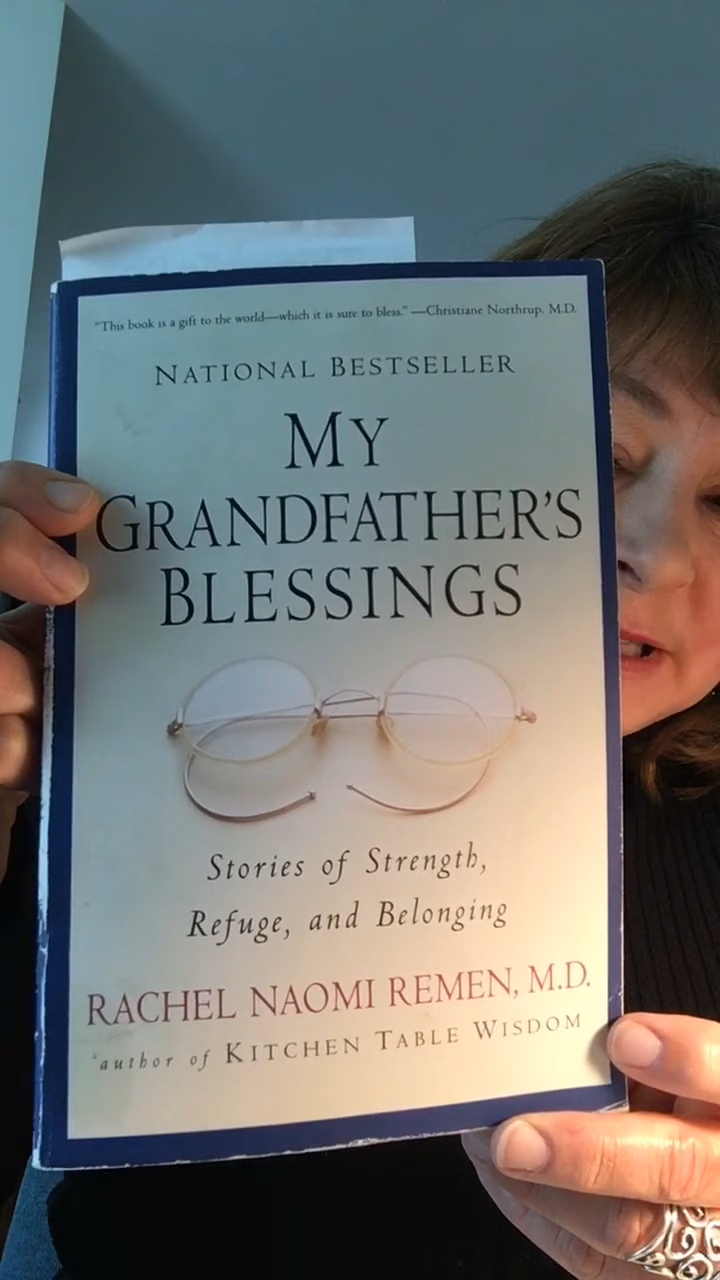 "This book is a gift to the world—which it is sure to bless." —Christiane Northrup, M.D.
NATIONAL BESTSELLER
MY
GRANDFATHER'S
BLESSINGS
Stories of Strength,
Refuge, and Belonging
RACHEL NAOMI REMEN, M.D.
author of KITCHEN TABLE WISDOM